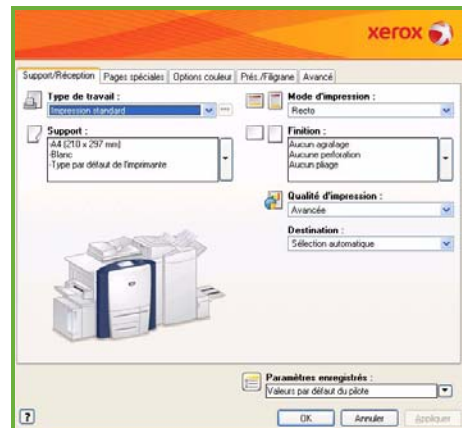 xerox
Support/Réception Pages spéciales Options couleur Prés./Filigrane Avancé
Type de travail :
Impression standard
Support :
-A4 (210 x 297 mm)
-Blanc
-Type par défaut de l'imprimante
Mode d'impression :
Recto
Finition :
Aucun agrafage
Aucune perforation
Aucun pliage
Qualité d'impression :
Avancée
Destination :
Sélection automatique
Paramètres enregistrés :
Valeurs par défaut du pilote
?
OK Annuler Appliquer